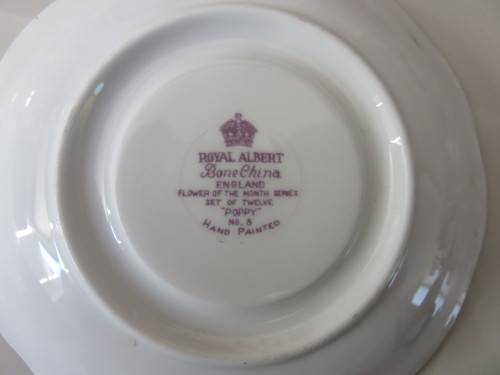 ROYAL ALBERT
Bone China
ENGLAND
FLOWER OF THE MONTH SERIES
SET OF TWELVE
"POPPY"
No. 8
HAND PAINTED